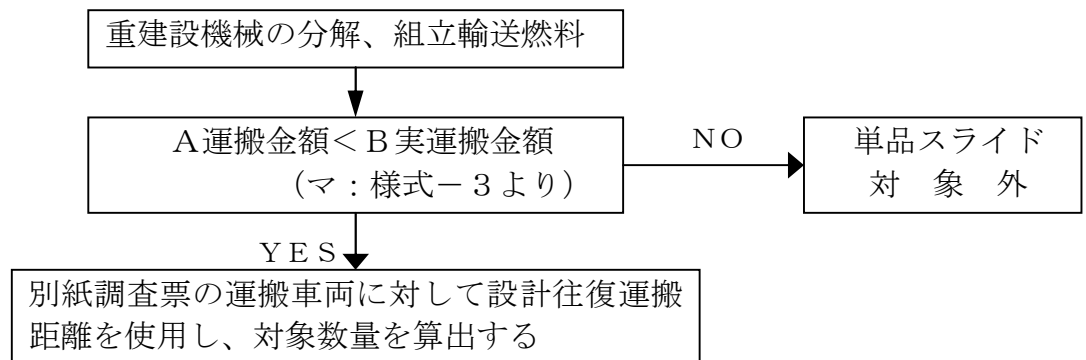 重建設機械の分解、組立輸送燃料
A運搬金額<B実運搬金額
(マ:様式-3より)
NO
単品スライド
対 象 外
YES
別紙調査票の運搬車両に対して設計往復運搬
距離を使用し、対象数量を算出する